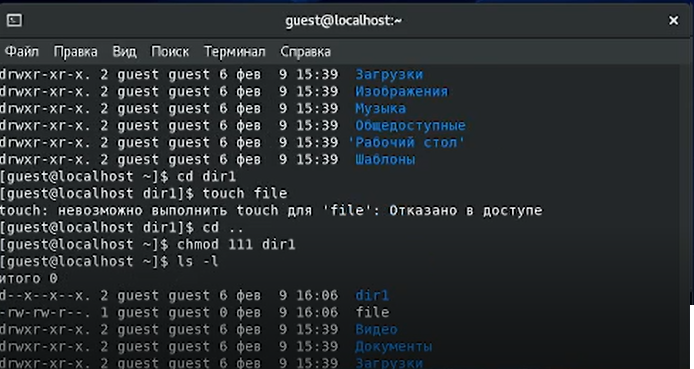 guest@localhost:~
Файл Правка Вид Поиск Терминал Справка
drwxr-xr-x. 2 guest guest 6 фев 9 15:39 Загрузки
drwxr-xr-x. 2 guest guest 6 фев 9 15:39 Изображения
drwxr-xr-x. 2 guest guest 6 фев 9 15:39 Музыка
drwxr-xr-x. 2 guest guest 6 фев 9 15:39 Общедоступные
drwxr-xr-x. 2 guest guest 6 фев 9 15:39 'Рабочий стол'
drwxr-xr-x. 2 guest guest 6 фев 9 15:39 Шаблоны
[guest@localhost ~]$ cd dir1
[guest@localhost dir1]$ touch file
touch: невозможно выполнить touch для 'file': Отказано в доступе
[guest@localhost dir1]$ cd ..
[guest@localhost ~]$ chmod 111 dir1
[guest@localhost ~]$ ls -l
итого 0
d--x--x--x. 2 guest guest 6 фев 9 16:06 dir1
-rw-rw-r--. 1 guest guest 0 фев 9 16:06 file
drwxr-xr-x. 2 guest guest 6 фев 9 15:39 Видео
drwxr-xr-x. 2 guest guest 6 фев 9 15:39 Документы
drwxr-xr-x. 2 guest guest 6 фев 9 15:39 Загрузки